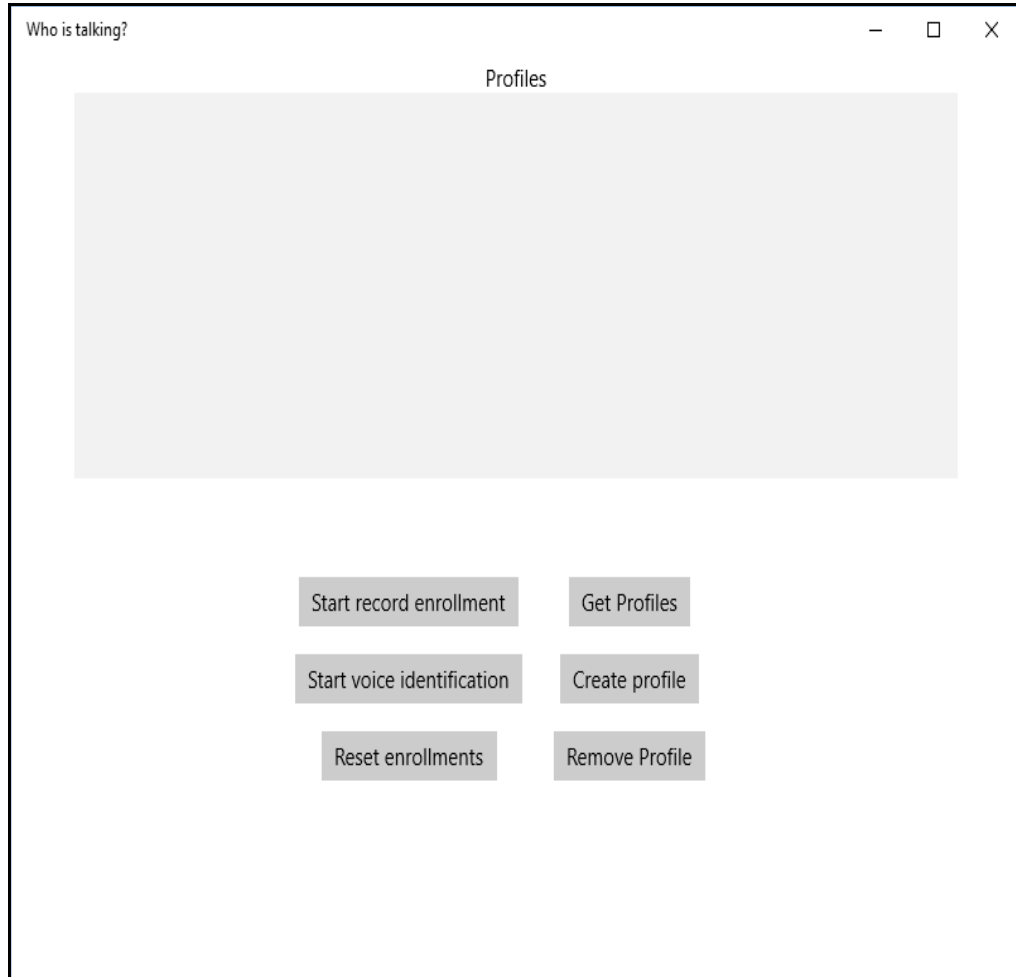 Who is talking?
Profiles
Start record enrollment
Get Profiles
Start voice identification
Create profile
Reset enrollments
Remove Profile